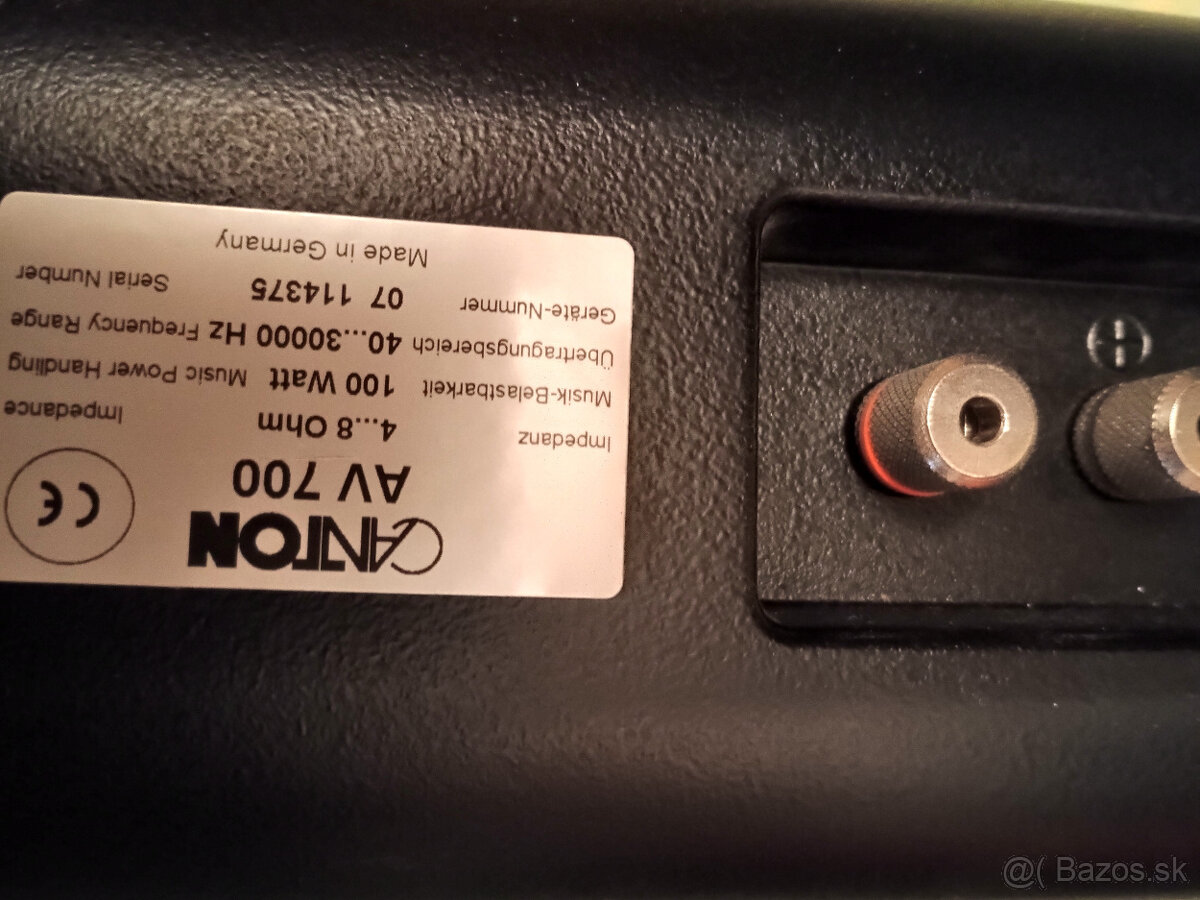 CANTON
AV 700
CE
Impedanz 4...8 Ohm Impedance
Musik-Belastbarkeit 100 Watt Music Power Handling
Übertragungsbereich 40...30000 Hz Frequency Range
Geräte-Nummer 07 114375 Serial Number
Made in Germany
@( Bazos.sk